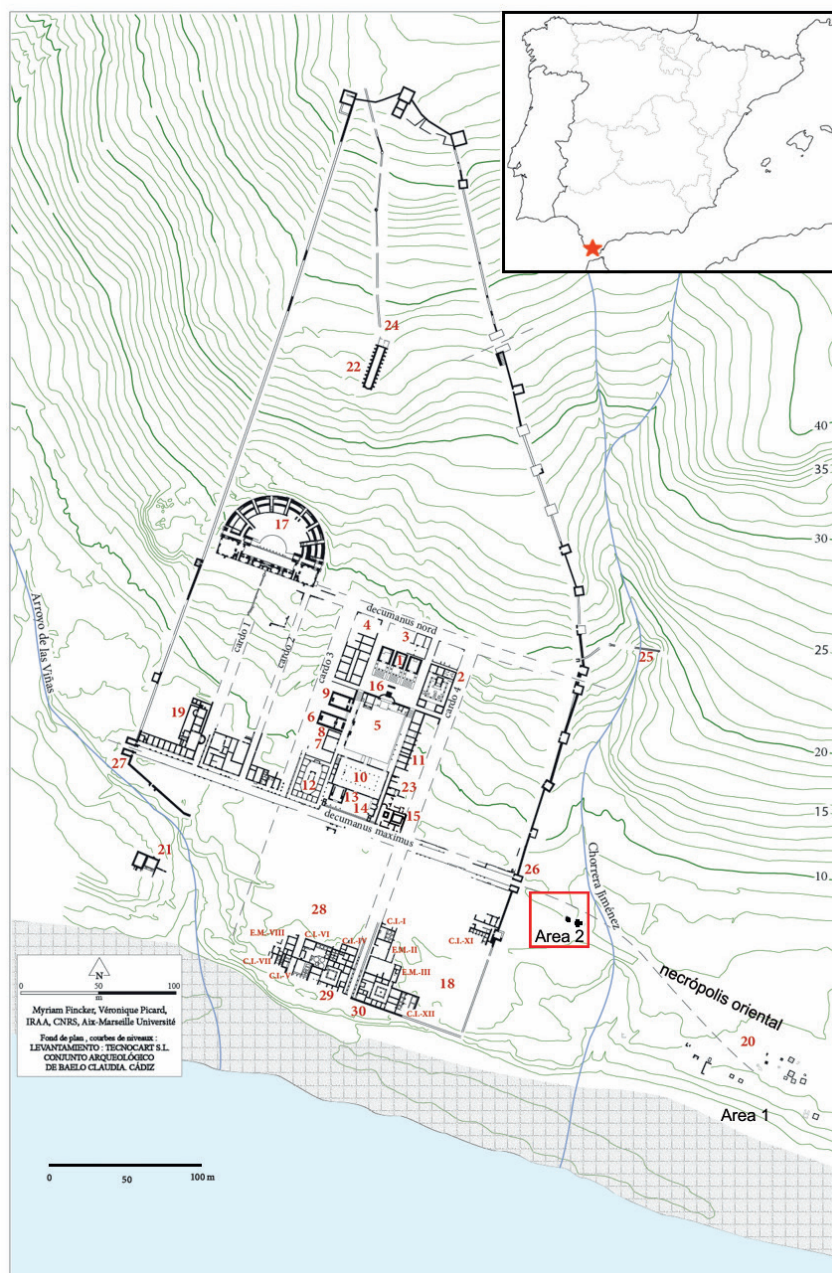 24
22
40
35
30
17
Arroyo de las Viñas
cardo 1
cardo 2
cardo 3
decumanus nord
4
3
1
2
cardo 4
16
25
9
5
6
8
7
19
11
20
27
12
10
23
13
14
15
decumanus maximus
15
10
21
26
Chorrera Jiménez
Area 2
28
C.I.-I
E.M.-VIII
C.I.-VI
C.I.-IV
C.I.-XI
E.M.-II
C.I.-VII
C.I.-V
E.M.-III
18
29
30
C.I.-XII
necrópolis oriental
20
Area 1
N
0
50
100
m
Myriam Fincker, Véronique Picard,
IRAA, CNRS, Aix-Marseille Université
Fond de plan , courbes de niveaux :
LEVANTAMIENTO : TECNOCART S.L.
CONJUNTO ARQUEOLÓGICO
DE BAELO CLAUDIA. CÁDIZ
0
50
100 m